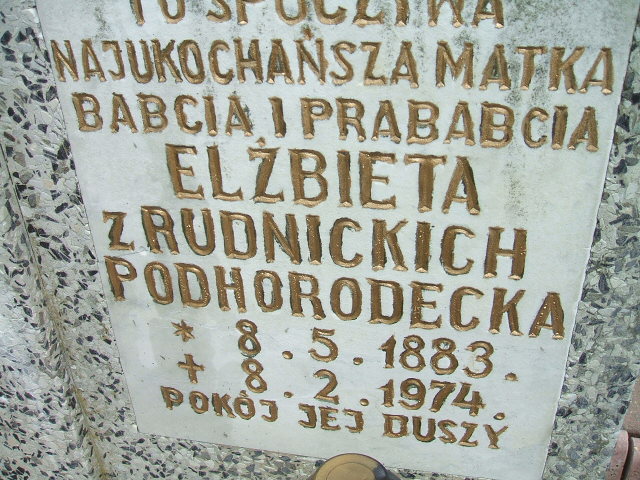 TU SPOCZYWA
NAJUKOCHAŃSZA MATKA
BABCIA I PRABABCIA
ELŻBIETA
Z RUDNICKICH
PODHORODECKA
* 8.5.1883.
+ 8.2.1974.
POKÓJ JEJ DUSZY